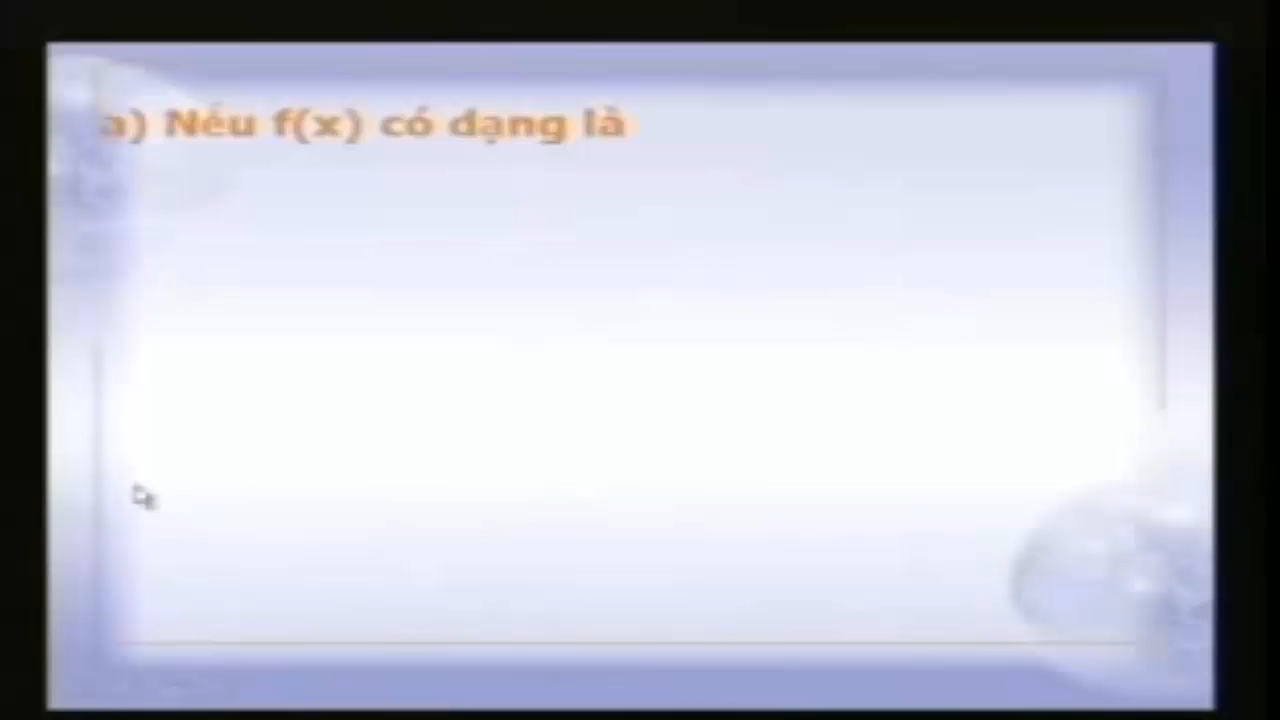 a) Nếu f(x) có dạng là